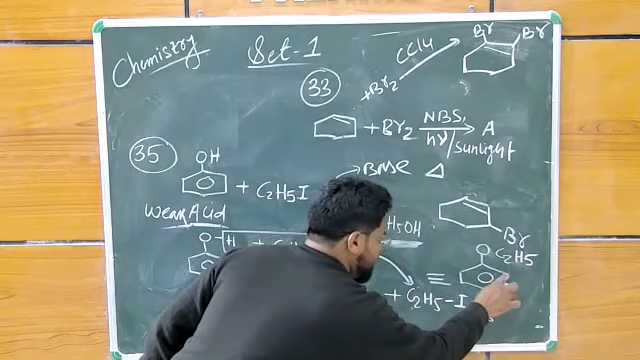 Chemistry
Set-1
33
+Br2
CCl4
Br
Br
+ Br2 NBS, hν/sunlight A
35
OH
+ C2H5I
Base Δ
Weak Acid
Br
O
H
H5OH
O C2H5
≡
+ C2H5-I